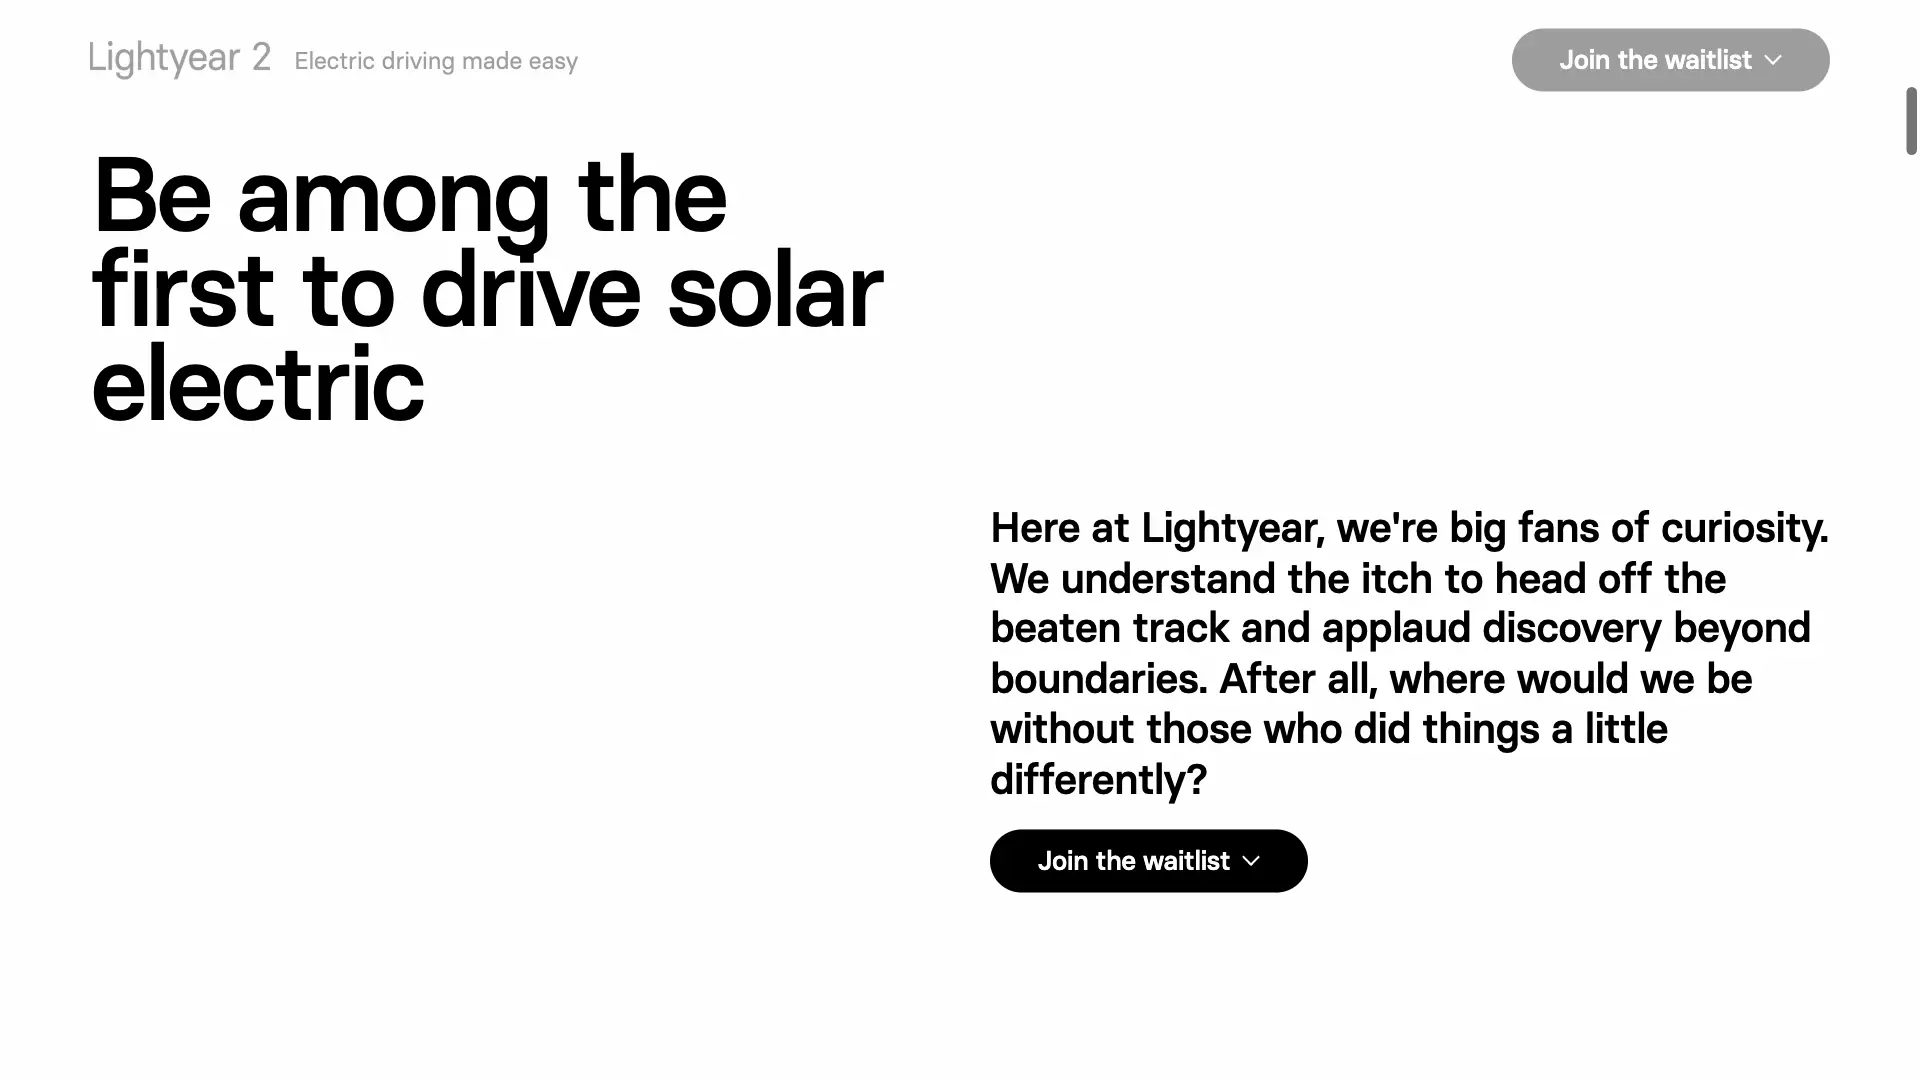 Lightyear 2 Electric driving made easy
Join the waitlist
Be among the
first to drive solar
electric
Here at Lightyear, we're big fans of curiosity.
We understand the itch to head off the
beaten track and applaud discovery beyond
boundaries. After all, where would we be
without those who did things a little
differently?
Join the waitlist